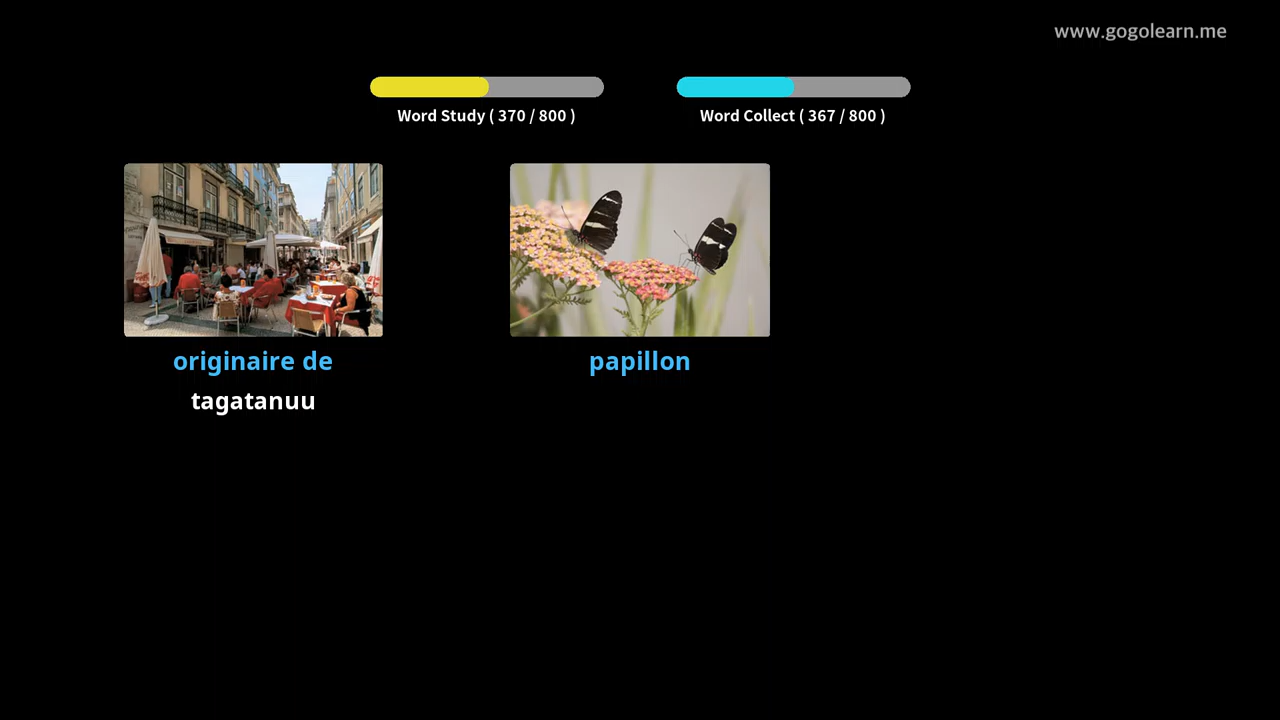 www.gogolearn.me
Word Study ( 370 / 800 )
Word Collect ( 367 / 800 )
originaire de
tagatanuu
papillon